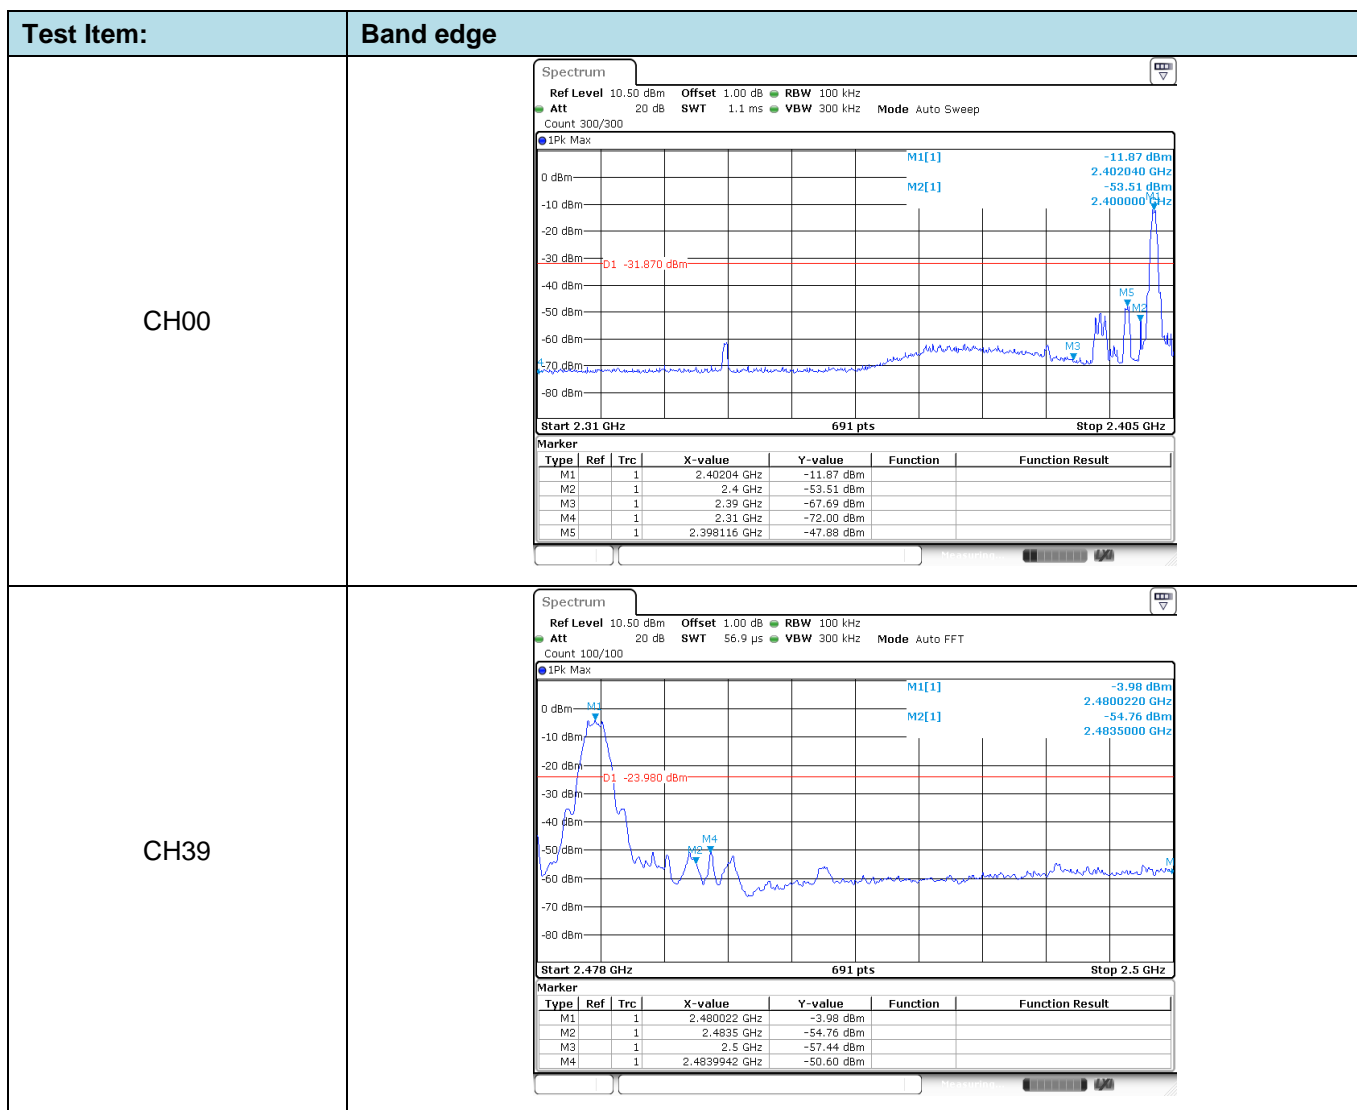 Test Item: Band edge
CH00
Spectrum
Ref Level 10.50 dBm Offset 1.00 dB RBW 100 kHz
Att 20 dB SWT 1.1 ms VBW 300 kHz Mode Auto Sweep
Count 300/300
1Pk Max
M1[1] -11.87 dBm
2.402040 GHz
M2[1] -53.51 dBm
2.400000 GHz
M1
0 dBm
-10 dBm
-20 dBm
-30 dBm
D1 -31.870 dBm
-40 dBm
M5
-50 dBm
M2
-60 dBm
M3
-70 dBm
-80 dBm
Start 2.31 GHz 691 pts Stop 2.405 GHz
Marker
Type Ref Trc X-value Y-value Function Function Result
M1 1 2.40204 GHz -11.87 dBm
M2 1 2.4 GHz -53.51 dBm
M3 1 2.39 GHz -67.69 dBm
M4 1 2.31 GHz -72.00 dBm
M5 1 2.398116 GHz -47.88 dBm
Measuring...
CH39
Spectrum
Ref Level 10.50 dBm Offset 1.00 dB RBW 100 kHz
Att 20 dB SWT 56.9 µs VBW 300 kHz Mode Auto FFT
Count 100/100
1Pk Max
M1[1] -3.98 dBm
2.4800220 GHz
M2[1] -54.76 dBm
2.4835000 GHz
M1
0 dBm
-10 dBm
-20 dBm
D1 -23.980 dBm
-30 dBm
-40 dBm
M4
-50 dBm
M2
-60 dBm
-70 dBm
-80 dBm
Start 2.478 GHz 691 pts Stop 2.5 GHz
Marker
Type Ref Trc X-value Y-value Function Function Result
M1 1 2.480022 GHz -3.98 dBm
M2 1 2.4835 GHz -54.76 dBm
M3 1 2.5 GHz -57.44 dBm
M4 1 2.4839942 GHz -50.60 dBm
Measuring...